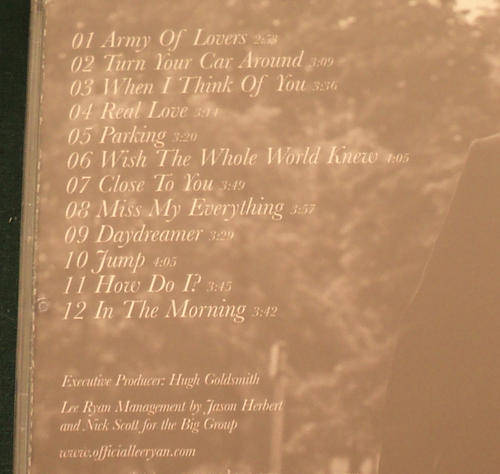 01 Army Of Lovers 2:58
02 Turn Your Car Around 3:09
03 When I Think Of You 3:36
04 Real Love 3:14
05 Parking 3:20
06 Wish The Whole World Knew 4:05
07 Close To You 3:49
08 Miss My Everything 3:57
09 Daydreamer 3:29
10 Jump 4:05
11 How Do I? 3:45
12 In The Morning 3:42
Executive Producer: Hugh Goldsmith
Lee Ryan Management by Jason Herbert
and Nick Scott for the Big Group
www.officialleeryan.com